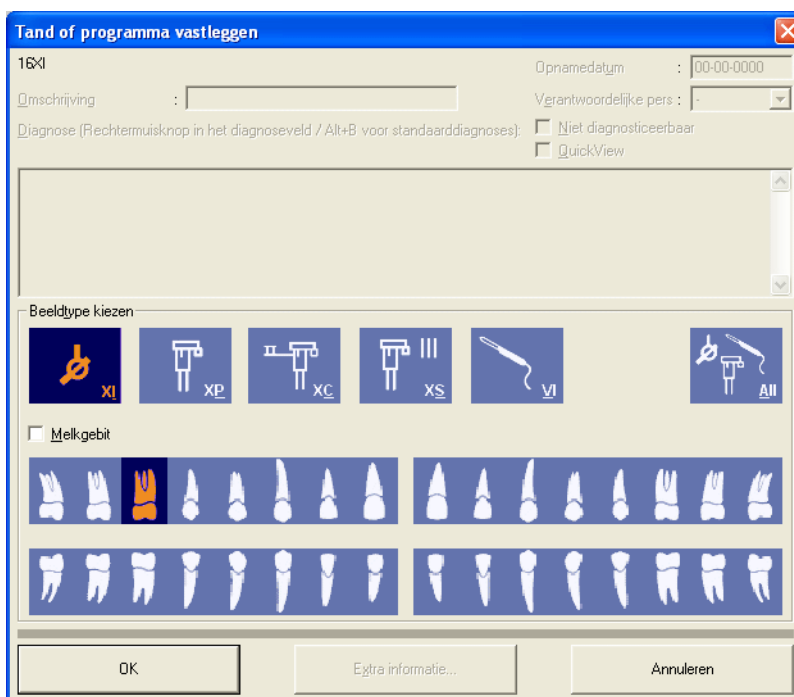 Tand of programma vastleggen
16XI
Opnamedatum : 00-00-0000
Omschrijving :
Verantwoordelijke pers : -
Diagnose (Rechtermuisknop in het diagnoseveld / Alt+B voor standaarddiagnoses):
Niet diagnosticeerbaar
QuickView
Beeldtype kiezen
XI XP XC XS VI All
Melkgebit
OK Extra informatie... Annuleren